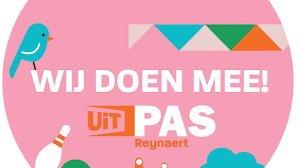 WIJ DOEN MEE!
UiT PAS
Reynaert